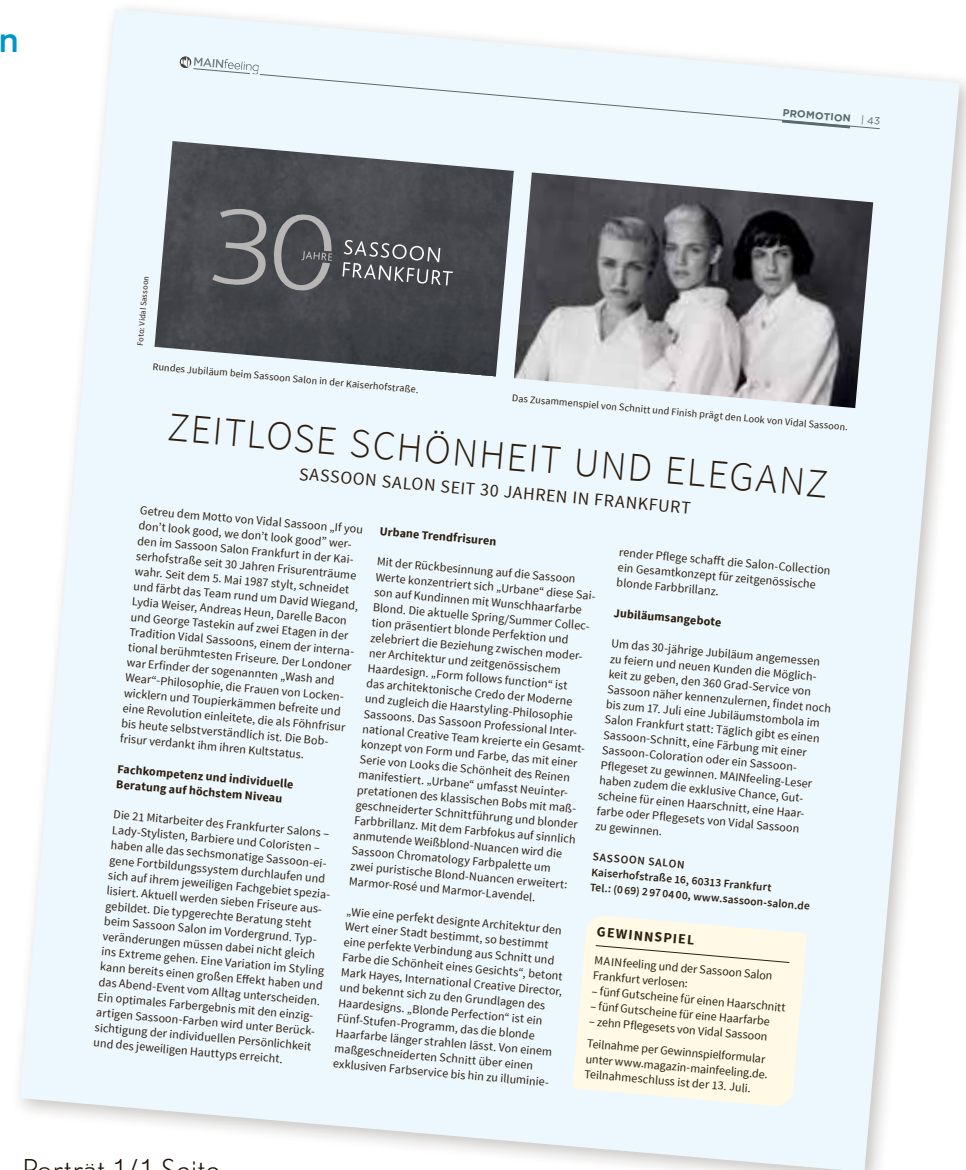 n
MAINfeeling
PROMOTION | 43
30 JAHRE SASSOON
FRANKFURT
Foto: Vidal Sassoon
Rundes Jubiläum beim Sassoon Salon in der Kaiserhofstraße.
Das Zusammenspiel von Schnitt und Finish prägt den Look von Vidal Sassoon.
ZEITLOSE SCHÖNHEIT UND ELEGANZ
SASSOON SALON SEIT 30 JAHREN IN FRANKFURT
Getreu dem Motto von Vidal Sassoon „If you
don't look good, we don't look good" wer-
den im Sassoon Salon Frankfurt in der Kai-
serhofstraße seit 30 Jahren Frisurenträume
wahr. Seit dem 5. Mai 1987 stylt, schneidet
und färbt das Team rund um David Wiegand,
Lydia Weiser, Andreas Heun, Darelle Bacon
und George Tastekin auf zwei Etagen in der
Tradition Vidal Sassoons, einem der interna-
tional berühmtesten Friseure. Der Londoner
war Erfinder der sogenannten „Wash and
Wear"-Philosophie, die Frauen von Locken-
wicklern und Toupierkämmen befreite und
eine Revolution einleitete, die als Föhnfrisur
bis heute selbstverständlich ist. Die Bob-
frisur verdankt ihm ihren Kultstatus.
Fachkompetenz und individuelle
Beratung auf höchstem Niveau
Die 21 Mitarbeiter des Frankfurter Salons –
Lady-Stylisten, Barbiere und Coloristen –
haben alle das sechsmonatige Sassoon-ei-
gene Fortbildungssystem durchlaufen und
sich auf ihrem jeweiligen Fachgebiet spezia-
lisiert. Aktuell werden sieben Friseure aus-
gebildet. Die typgerechte Beratung steht
beim Sassoon Salon im Vordergrund. Typ-
veränderungen müssen dabei nicht gleich
ins Extreme gehen. Eine Variation im Styling
kann bereits einen großen Effekt haben und
das Abend-Event vom Alltag unterscheiden.
Ein optimales Farbergebnis mit den einzig-
artigen Sassoon-Farben wird unter Berück-
sichtigung der individuellen Persönlichkeit
und des jeweiligen Hauttyps erreicht.
Urbane Trendfrisuren
Mit der Rückbesinnung auf die Sassoon
Werte konzentriert sich „Urbane" diese Sai-
son auf Kundinnen mit Wunschhaarfarbe
Blond. Die aktuelle Spring/Summer Collec-
tion präsentiert blonde Perfektion und
zelebriert die Beziehung zwischen moder-
ner Architektur und zeitgenössischem
Haardesign. „Form follows function" ist
das architektonische Credo der Moderne
und zugleich die Haarstyling-Philosophie
Sassoons. Das Sassoon Professional Inter-
national Creative Team kreierte ein Gesamt-
konzept von Form und Farbe, das mit einer
Serie von Looks die Schönheit des Reinen
manifestiert. „Urbane" umfasst Neuinter-
pretationen des klassischen Bobs mit maß-
geschneiderter Schnittführung und blonder
Farbbrillanz. Mit dem Farbfokus auf sinnlich
anmutende Weißblond-Nuancen wird die
Sassoon Chromatology Farbpalette um
zwei puristische Blond-Nuancen erweitert:
Marmor-Rosé und Marmor-Lavendel.
„Wie eine perfekt designte Architektur den
Wert einer Stadt bestimmt, so bestimmt
eine perfekte Verbindung aus Schnitt und
Farbe die Schönheit eines Gesichts", betont
Mark Hayes, International Creative Director,
und bekennt sich zu den Grundlagen des
Haardesigns. „Blonde Perfection" ist ein
Fünf-Stufen-Programm, das die blonde
Haarfarbe länger strahlen lässt. Von einem
maßgeschneiderten Schnitt über einen
exklusiven Farbservice bis hin zu illuminie-
render Pflege schafft die Salon-Collection
ein Gesamtkonzept für zeitgenössische
blonde Farbbrillanz.
Jubiläumsangebote
Um das 30-jährige Jubiläum angemessen
zu feiern und neuen Kunden die Möglich-
keit zu geben, den 360 Grad-Service von
Sassoon näher kennenzulernen, findet noch
bis zum 17. Juli eine Jubiläumstombola im
Salon Frankfurt statt: Täglich gibt es einen
Sassoon-Schnitt, eine Färbung mit einer
Sassoon-Coloration oder ein Sassoon-
Pflegeset zu gewinnen. MAINfeeling-Leser
haben zudem die exklusive Chance, Gut-
scheine für einen Haarschnitt, eine Haar-
farbe oder Pflegesets von Vidal Sassoon
zu gewinnen.
SASSOON SALON
Kaiserhofstraße 16, 60313 Frankfurt
Tel.: (0 69) 2 97 04 00, www.sassoon-salon.de
GEWINNSPIEL
MAINfeeling und der Sassoon Salon
Frankfurt verlosen:
– fünf Gutscheine für einen Haarschnitt
– fünf Gutscheine für eine Haarfarbe
– zehn Pflegesets von Vidal Sassoon
Teilnahme per Gewinnspielformular
unter www.magazin-mainfeeling.de.
Teilnahmeschluss ist der 13. Juli.
Porträt 1/1 Seite